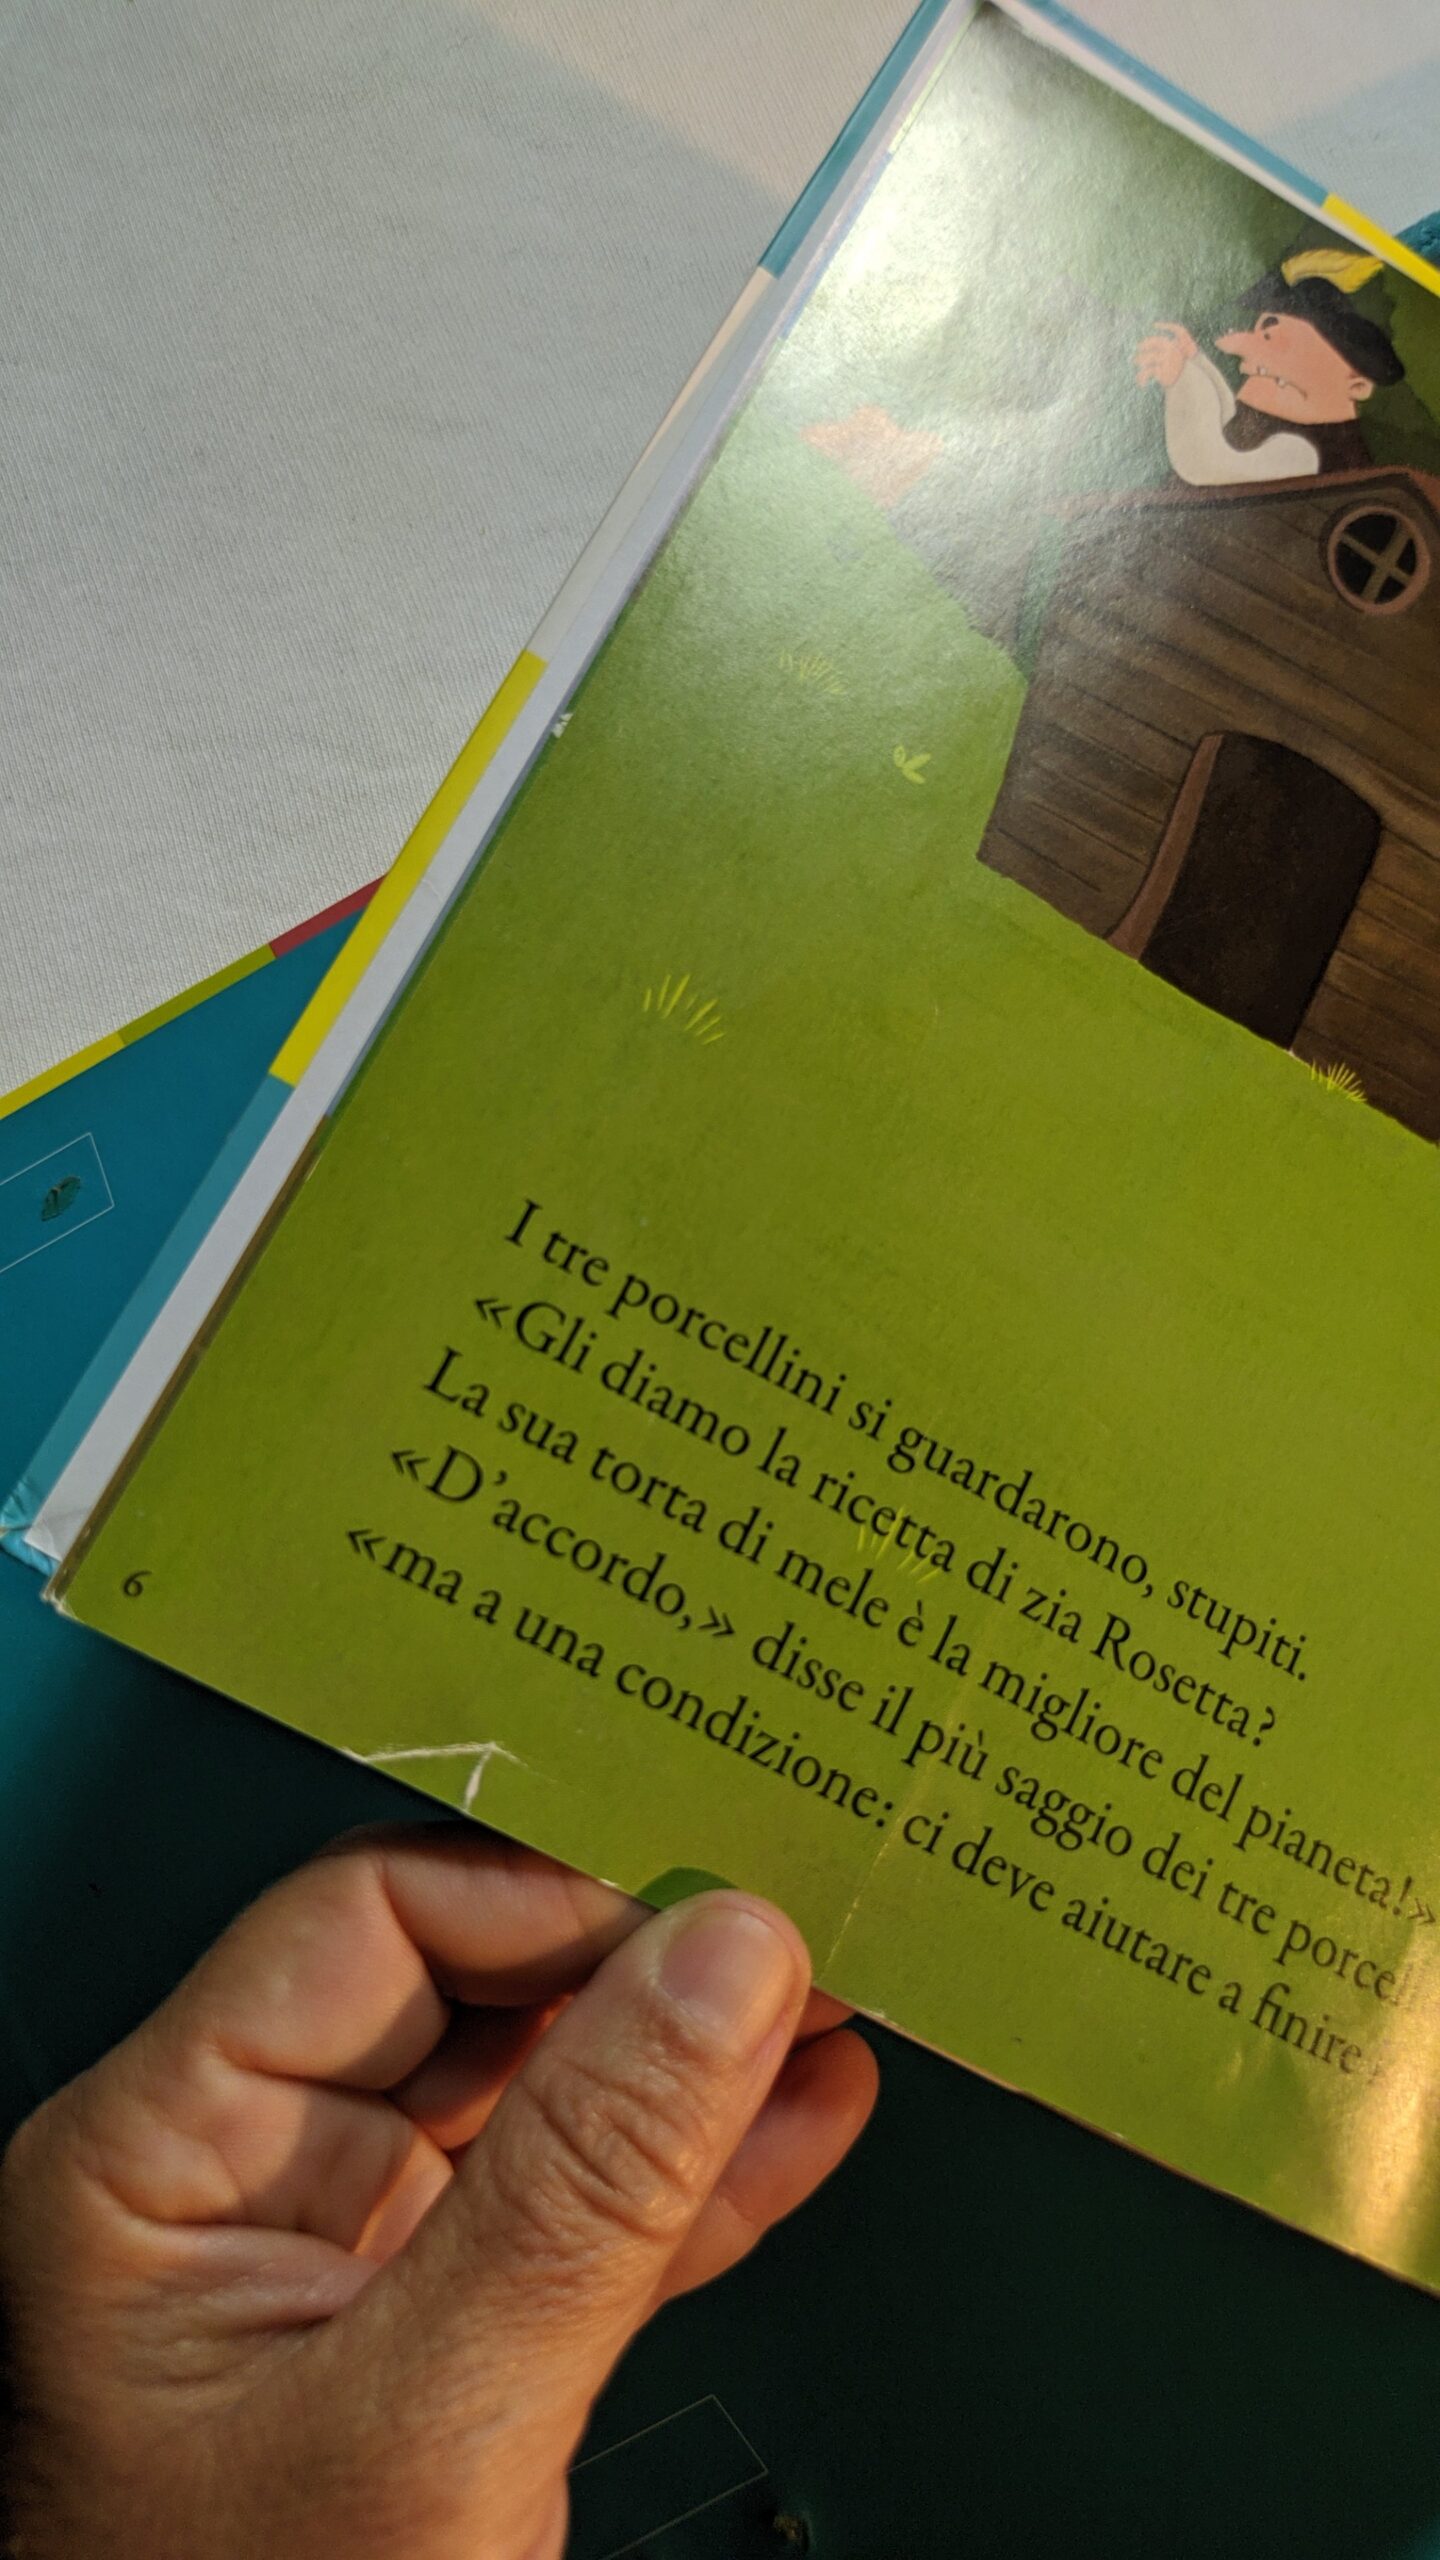 I tre porcellini si guardarono, stupiti.
«Gli diamo la ricetta di zia Rosetta?
La sua torta di mele è la migliore del pianeta!»
«D'accordo,» disse il più saggio dei tre
«ma a una condizione: ci deve aiutare a finire
6